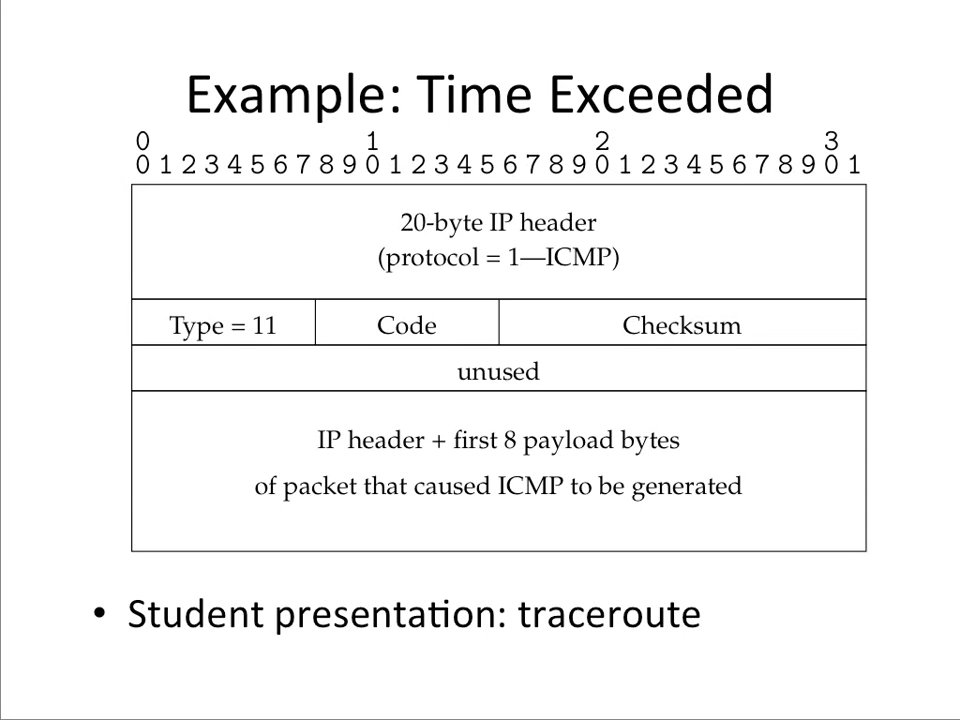 Example: Time Exceeded
0 1 2 3
0 1 2 3 4 5 6 7 8 9 0 1 2 3 4 5 6 7 8 9 0 1 2 3 4 5 6 7 8 9 0 1
20-byte IP header
(protocol = 1—ICMP)
Type = 11 Code Checksum
unused
IP header + first 8 payload bytes
of packet that caused ICMP to be generated
• Student presentation: traceroute